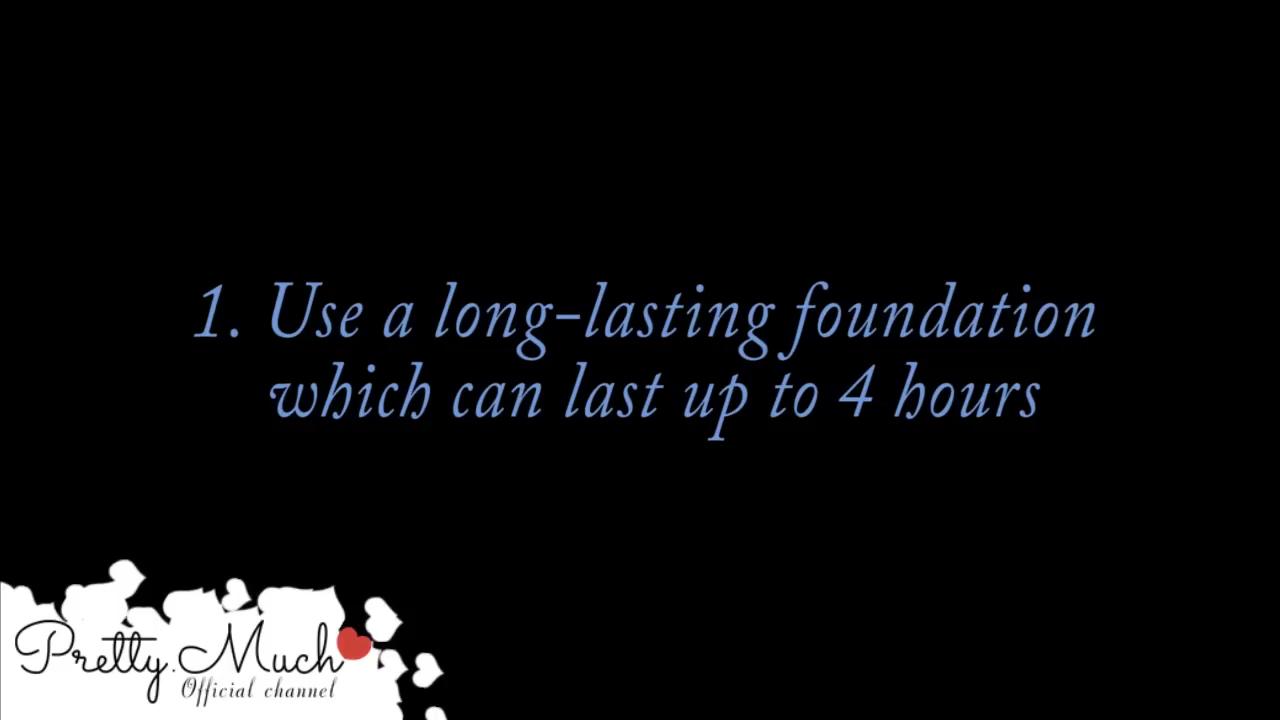 1. Use a long-lasting foundation
which can last up to 4 hours
Pretty.Much
Official channel